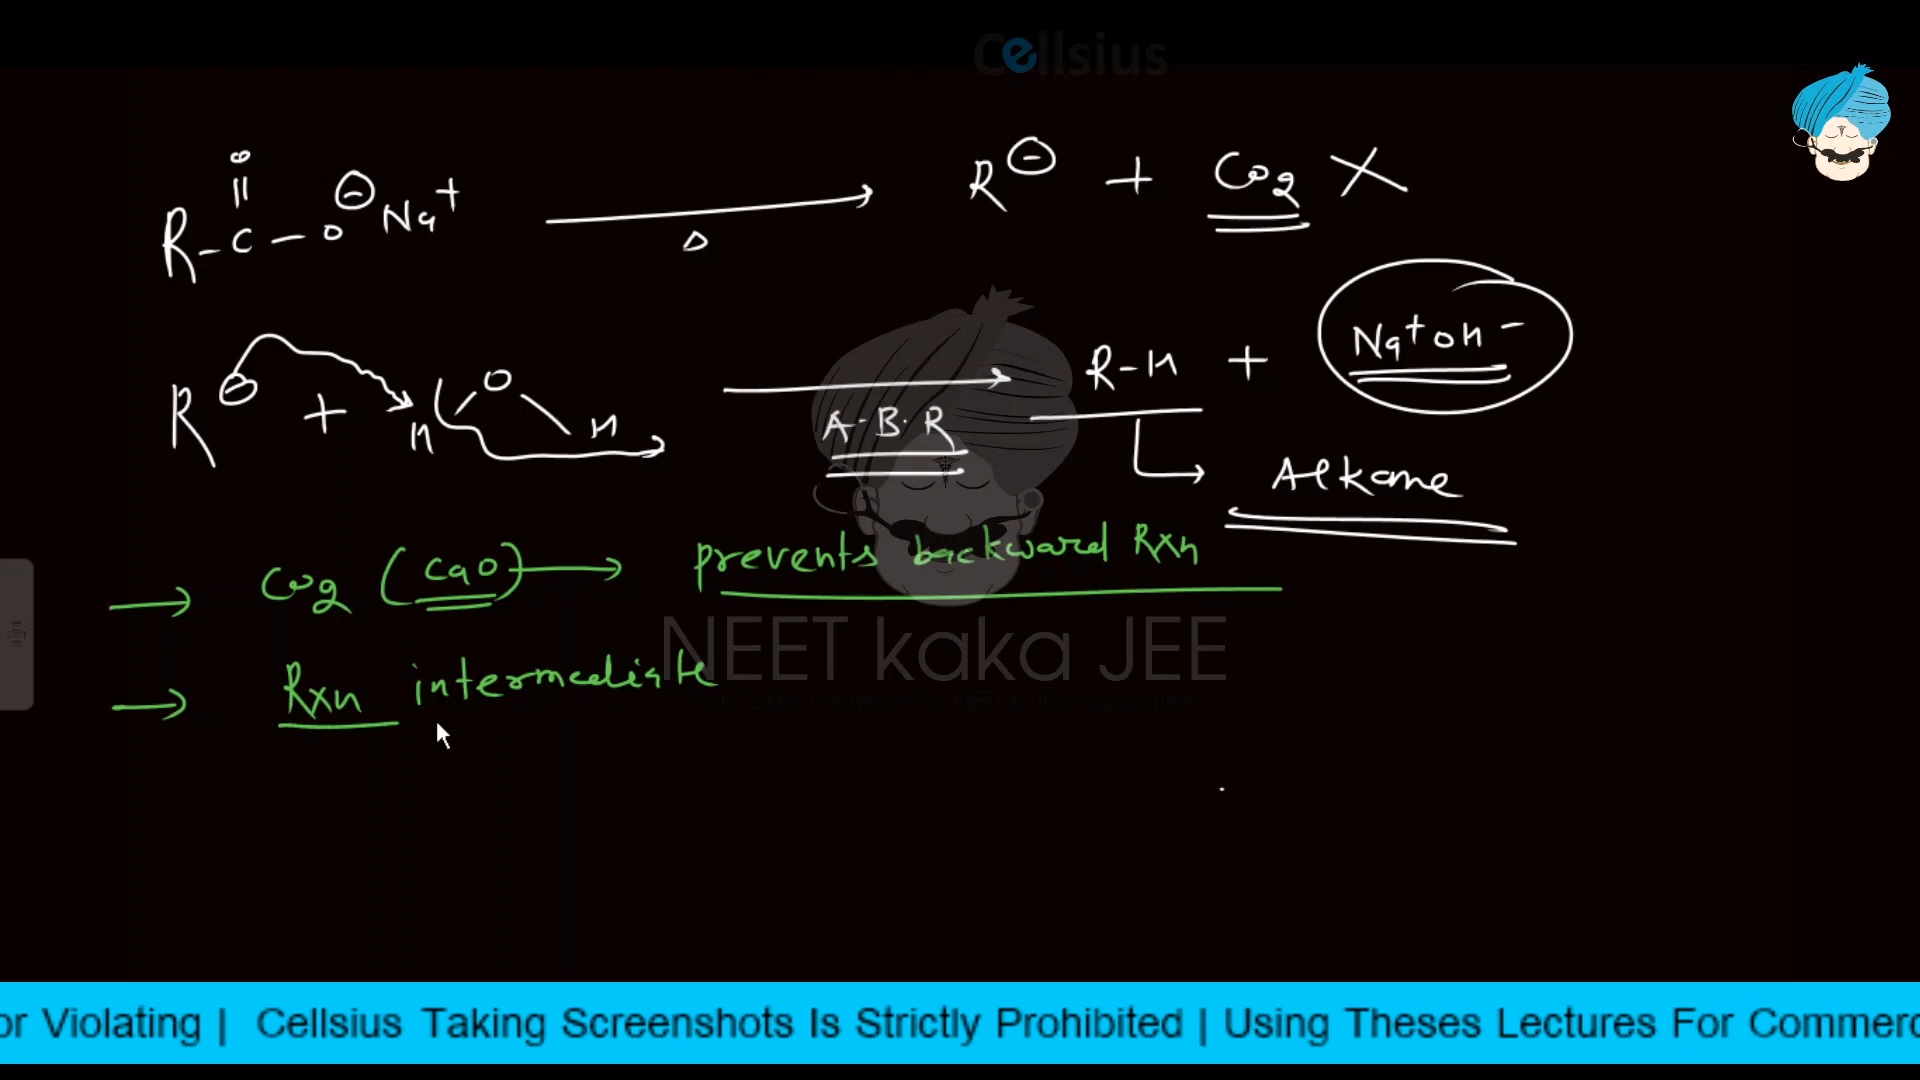 Cellsius
R-C-O⊖Na+ → Δ R⊖ + CO2 X
O
R⊖ + H O H → A.B.R R-H + Na+OH-
Alkane
→ CO2 (CaO) → prevents backward Rxn
NEET kaka JEE
→ Rxn intermediate
or Violating | Cellsius Taking Screenshots Is Strictly Prohibited | Using Theses Lectures For Commerc